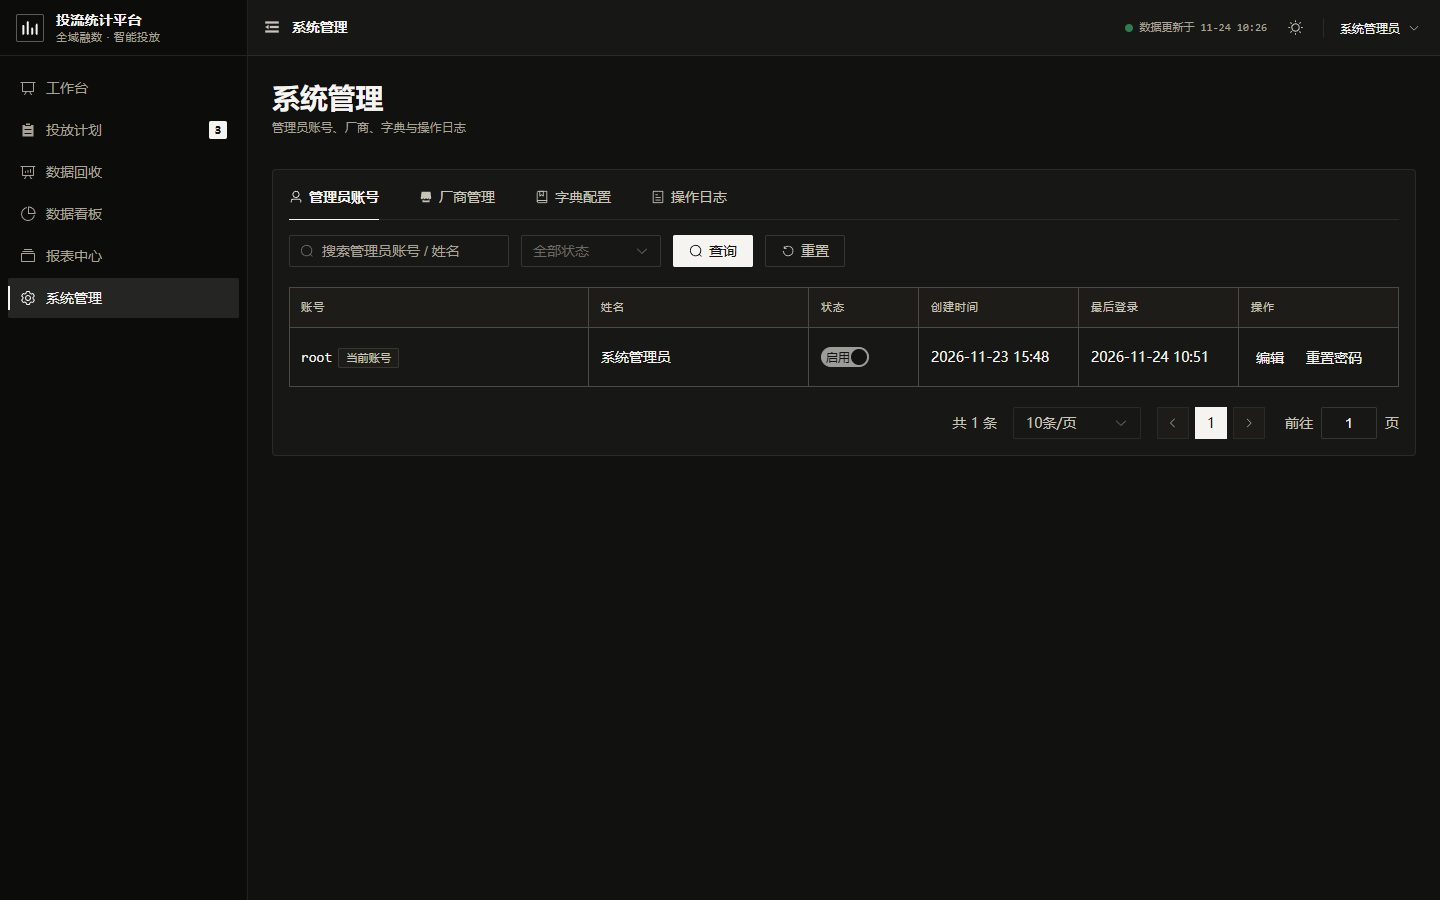 投流统计平台
全域融数 · 智能投放
系统管理
数据更新于 11-24 10:26
系统管理员
工作台
投放计划 3
数据回收
数据看板
报表中心
系统管理
系统管理
管理员账号、厂商、字典与操作日志
管理员账号 厂商管理 字典配置 操作日志
搜索管理员账号 / 姓名 全部状态 查询 重置
账号 姓名 状态 创建时间 最后登录 操作
root 当前账号 系统管理员 启用 2026-11-23 15:48 2026-11-24 10:51 编辑 重置密码
共 1 条 10条/页 1 前往 1 页